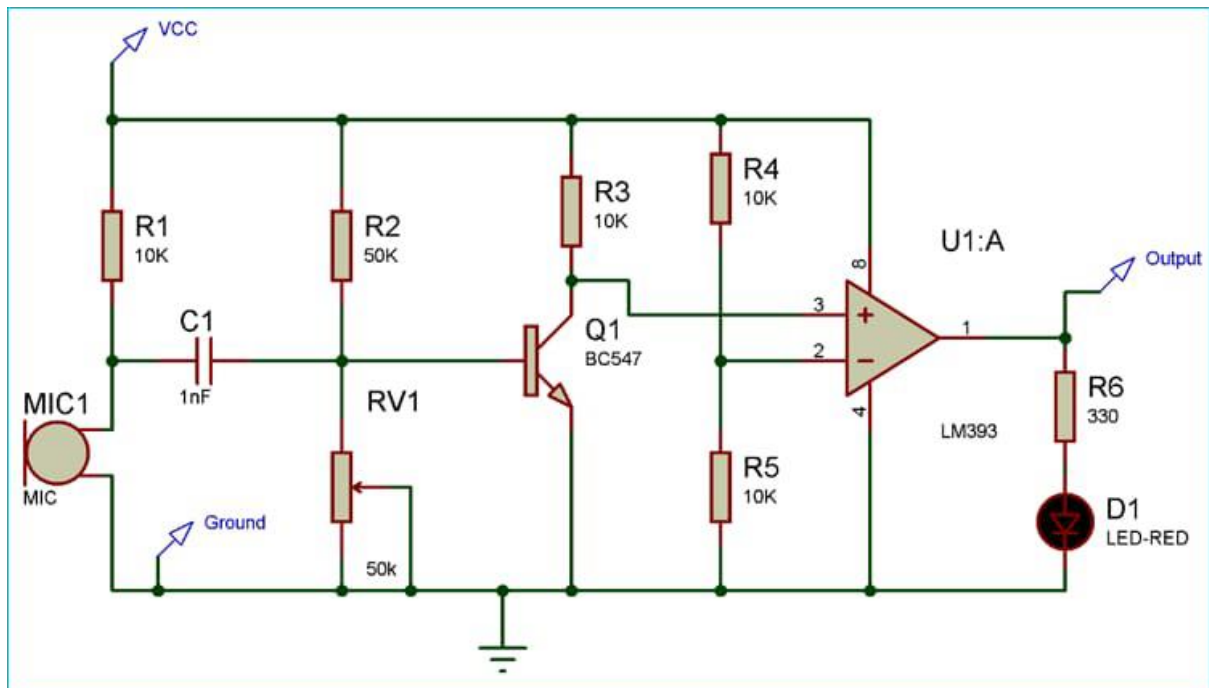 VCC
R1
10K
R2
50K
R3
10K
R4
10K
U1:A
8
Output
C1
1nF
3
+
Q1
BC547
2
−
1
4
LM393
R6
330
MIC1
MIC
RV1
50k
R5
10K
D1
LED-RED
Ground